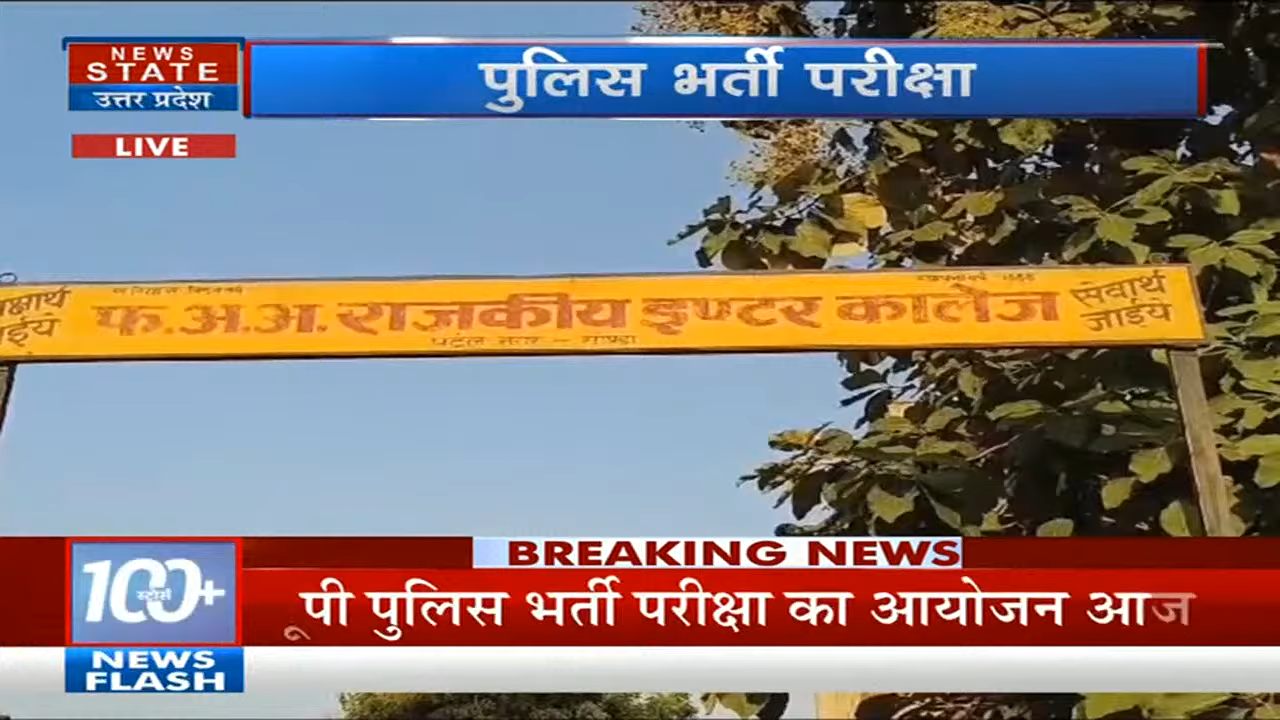 NEWS
STATE
उत्तर प्रदेश
पुलिस भर्ती परीक्षा
LIVE
फ.अ.अ. राजकीय इण्टर कालेज
सेवार्थ
जाईये
BREAKING NEWS
100+
स्टोरी
यूपी पुलिस भर्ती परीक्षा का आयोजन आज
NEWS
FLASH